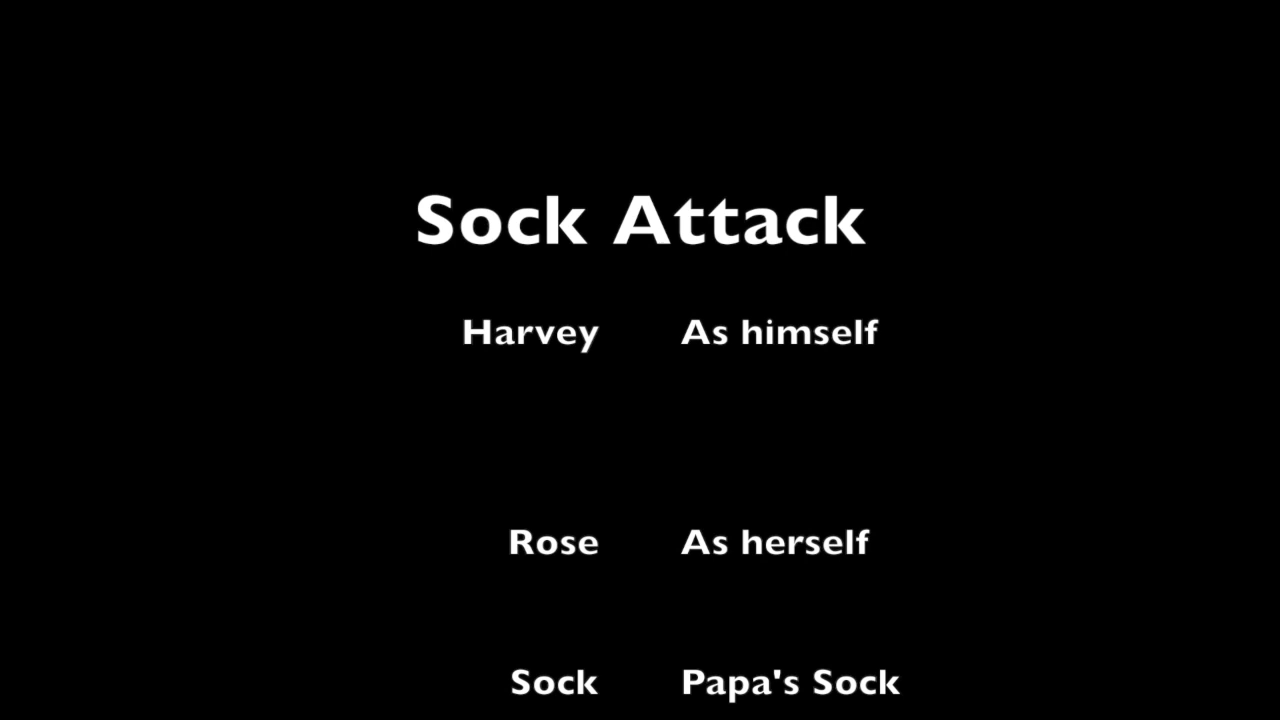 Sock Attack
Harvey As himself
Rose As herself
Sock Papa's Sock